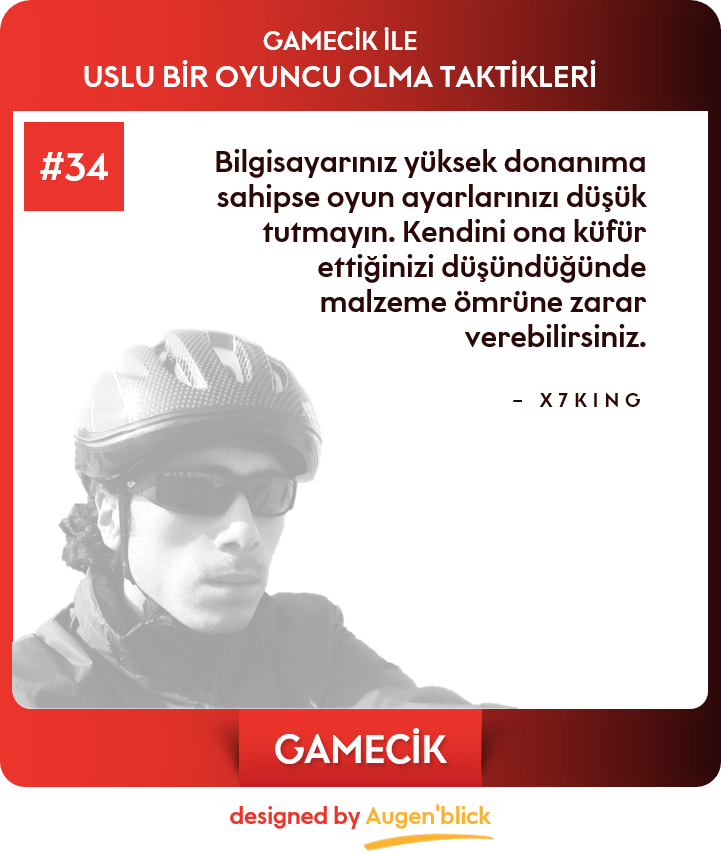 GAMECİK İLE
USLU BİR OYUNCU OLMA TAKTİKLERİ
#34
Bilgisayarınız yüksek donanıma
sahipse oyun ayarlarınızı düşük
tutmayın. Kendini ona küfür
ettiğinizi düşündüğünde
malzeme ömrüne zarar
verebilirsiniz.
– X7KING
GAMECİK
designed by Augen'blick